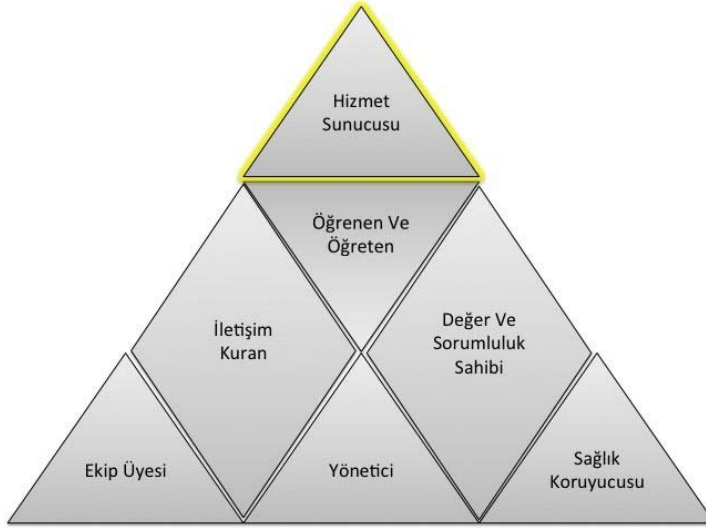 Hizmet
Sunucusu
Öğrenen Ve
Öğreten
İletişim
Kuran
Değer Ve
Sorumluluk
Sahibi
Ekip Üyesi
Yönetici
Sağlık
Koruyucusu